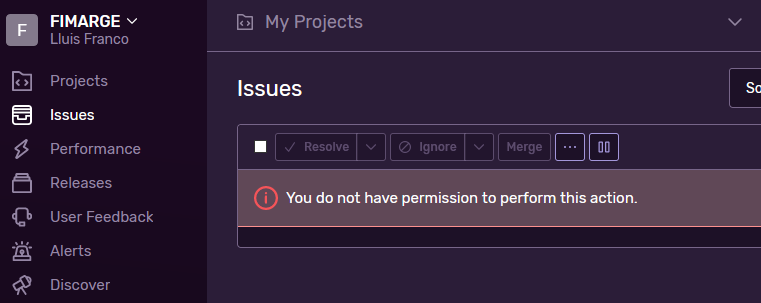 F
FIMARGE
Lluis Franco
Projects
Issues
Performance
Releases
User Feedback
Alerts
Discover
My Projects
Issues
So
Resolve
Ignore
Merge
You do not have permission to perform this action.